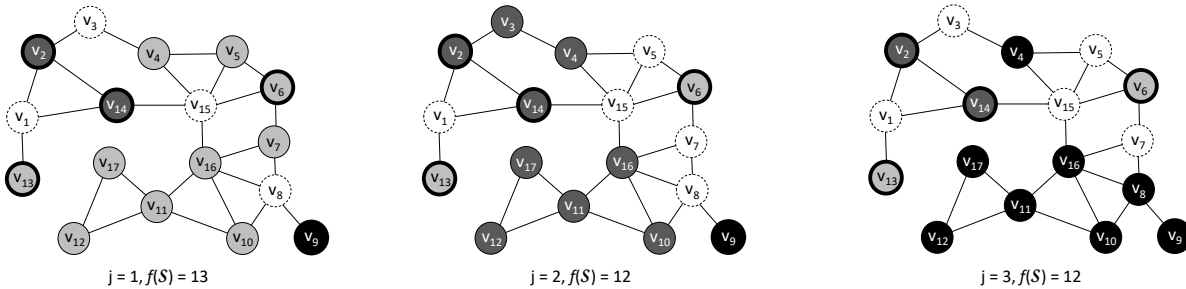 v3
v2
v4
v5
v6
v14
v15
v1
v7
v17
v16
v13
v8
v11
v12
v10
v9
j = 1, f(S) = 13
v3
v2
v4
v5
v6
v14
v15
v1
v7
v17
v16
v13
v8
v11
v12
v10
v9
j = 2, f(S) = 12
v3
v2
v4
v5
v6
v14
v15
v1
v7
v17
v16
v13
v8
v11
v12
v10
v9
j = 3, f(S) = 12